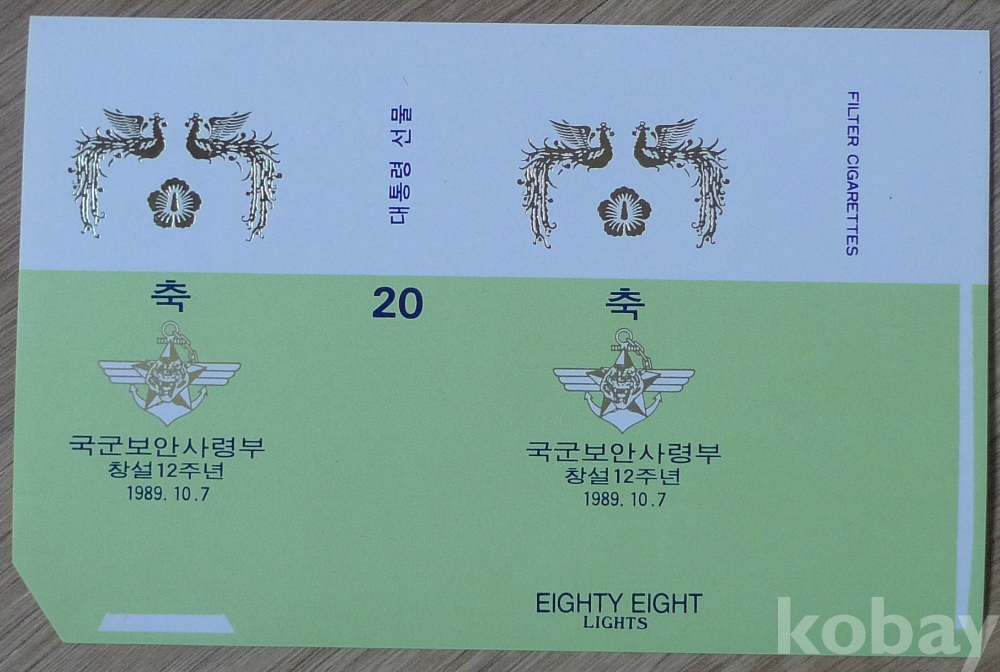 대통령 선물
FILTER CIGARETTES
축
20
축
국군보안사령부
창설12주년
1989. 10.7
국군보안사령부
창설12주년
1989. 10.7
EIGHTY EIGHT
LIGHTS
kobay